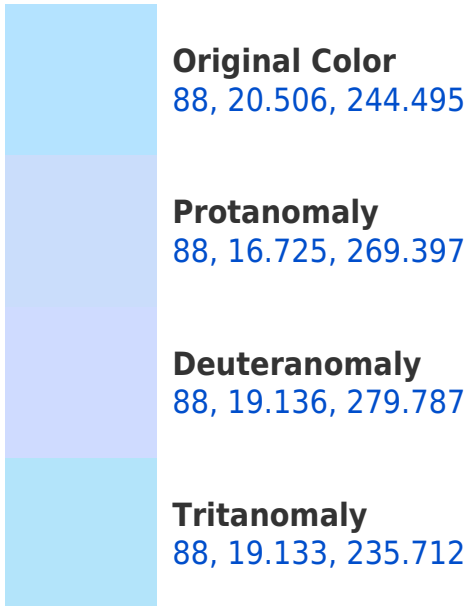 Original Color
88, 20.506, 244.495
Protanomaly
88, 16.725, 269.397
Deuteranomaly
88, 19.136, 279.787
Tritanomaly
88, 19.133, 235.712